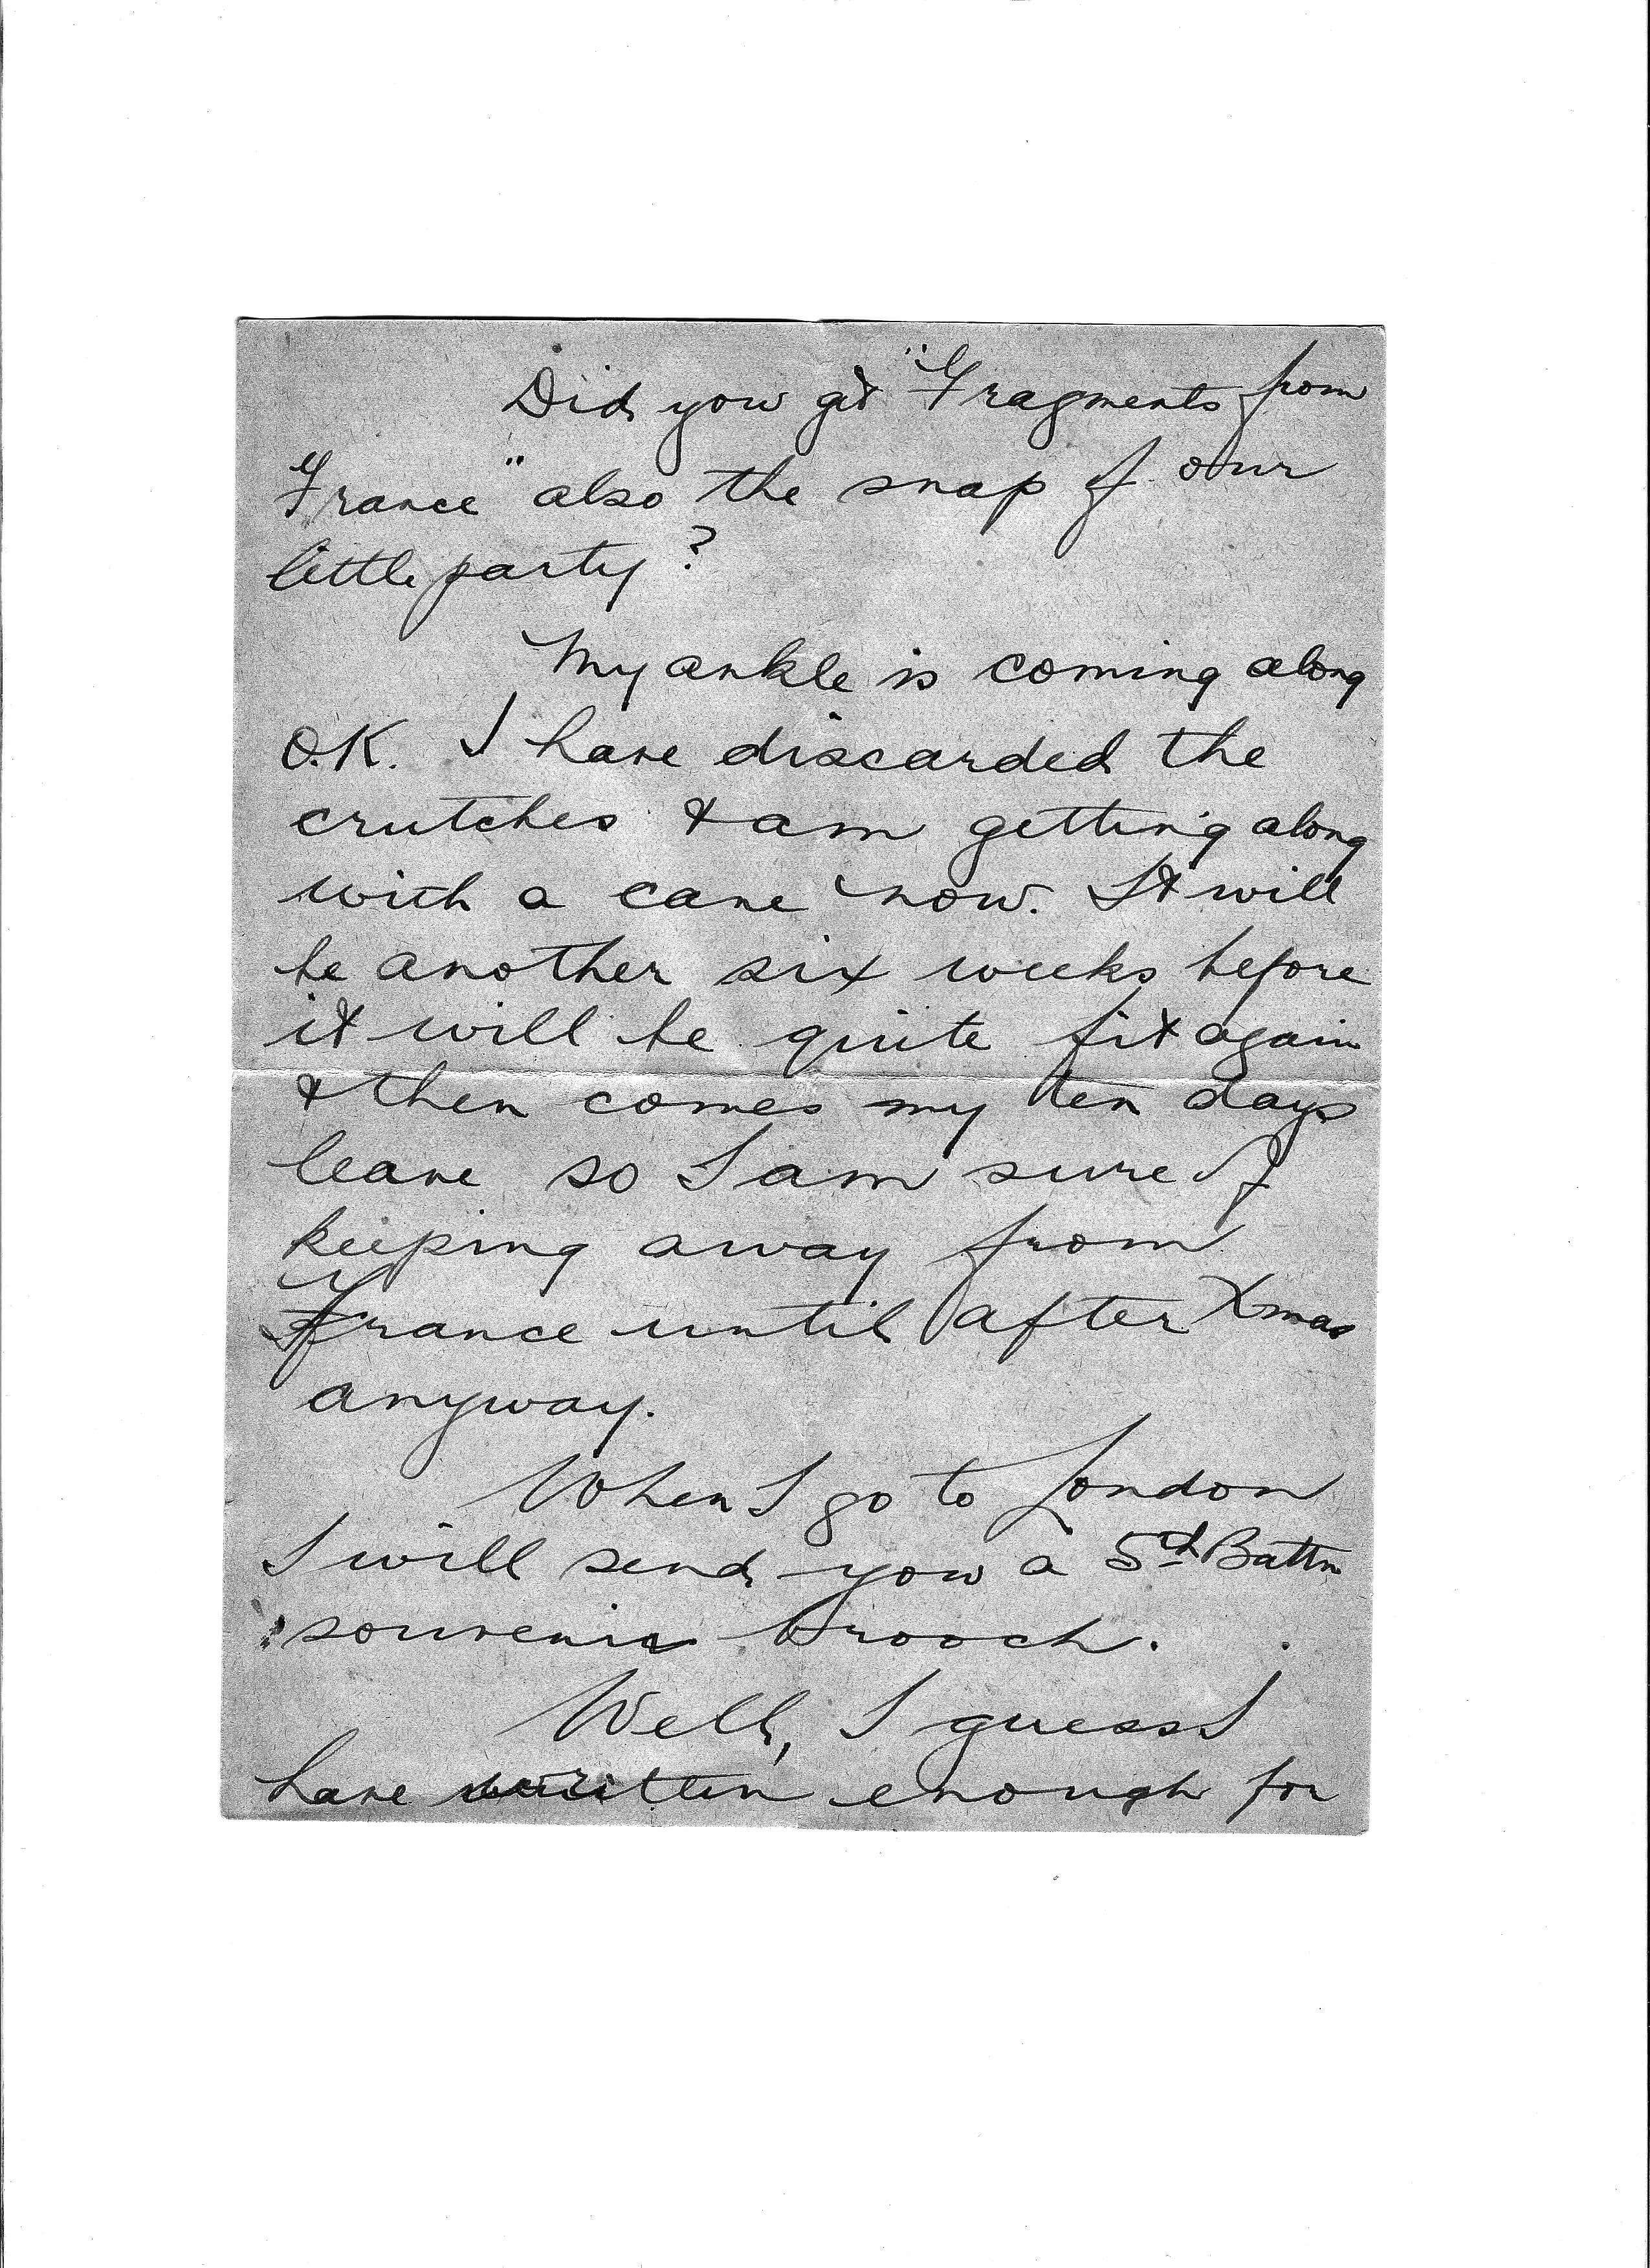 Did you get "Fragments from
France" also the snap of our
little party?
My ankle is coming along
O.K. I have discarded the
crutches & am getting along
with a cane now. It will
be another six weeks before
it will be quite fit again
& then comes my ten days
leave so I am sure of
keeping away from
France until after Xmas
anyway.
When I go to London
I will send you a 5th Battn
souvenir brooch.
Well, I guess I
have written enough for